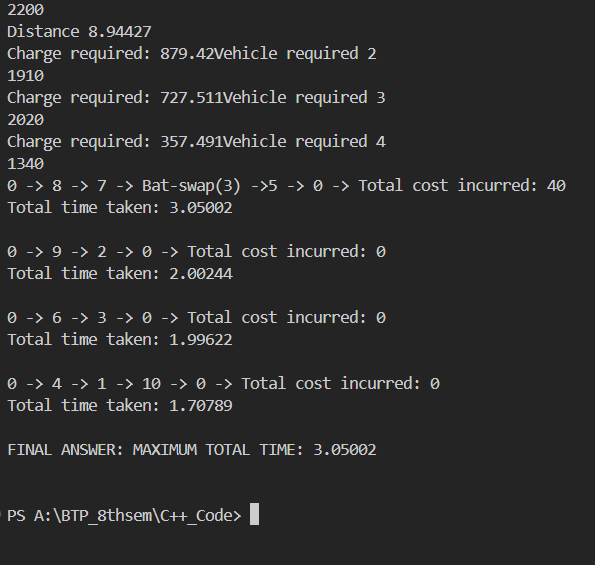 2200
Distance 8.94427
Charge required: 879.42Vehicle required 2
1910
Charge required: 727.511Vehicle required 3
2020
Charge required: 357.491Vehicle required 4
1340
0 -> 8 -> 7 -> Bat-swap(3) ->5 -> 0 -> Total cost incurred: 40
Total time taken: 3.05002
0 -> 9 -> 2 -> 0 -> Total cost incurred: 0
Total time taken: 2.00244
0 -> 6 -> 3 -> 0 -> Total cost incurred: 0
Total time taken: 1.99622
0 -> 4 -> 1 -> 10 -> 0 -> Total cost incurred: 0
Total time taken: 1.70789
FINAL ANSWER: MAXIMUM TOTAL TIME: 3.05002
PS A:\BTP_8thsem\C++_Code>